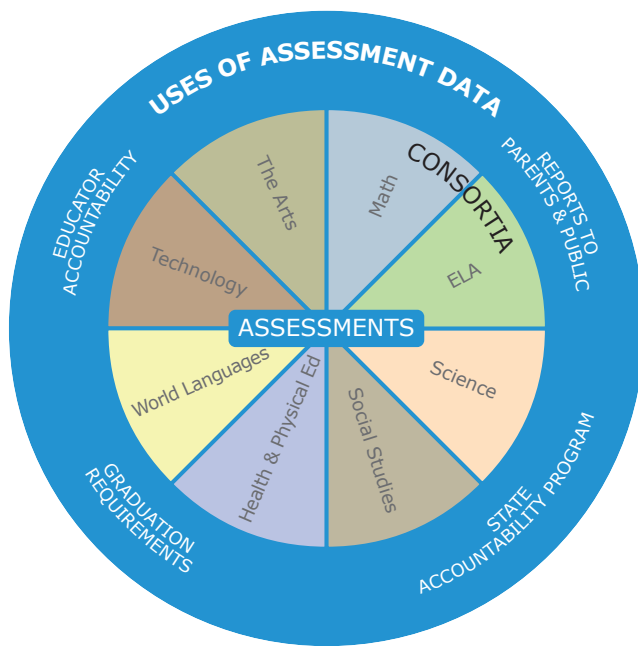 USES OF ASSESSMENT DATA
EDUCATOR
ACCOUNTABILITY
REPORTS TO
PARENTS & PUBLIC
The Arts
Math
CONSORTIA
Technology
ELA
ASSESSMENTS
World Languages
Health & Physical Ed
Social Studies
Science
GRADUATION
REQUIREMENTS
STATE
ACCOUNTABILITY PROGRAM